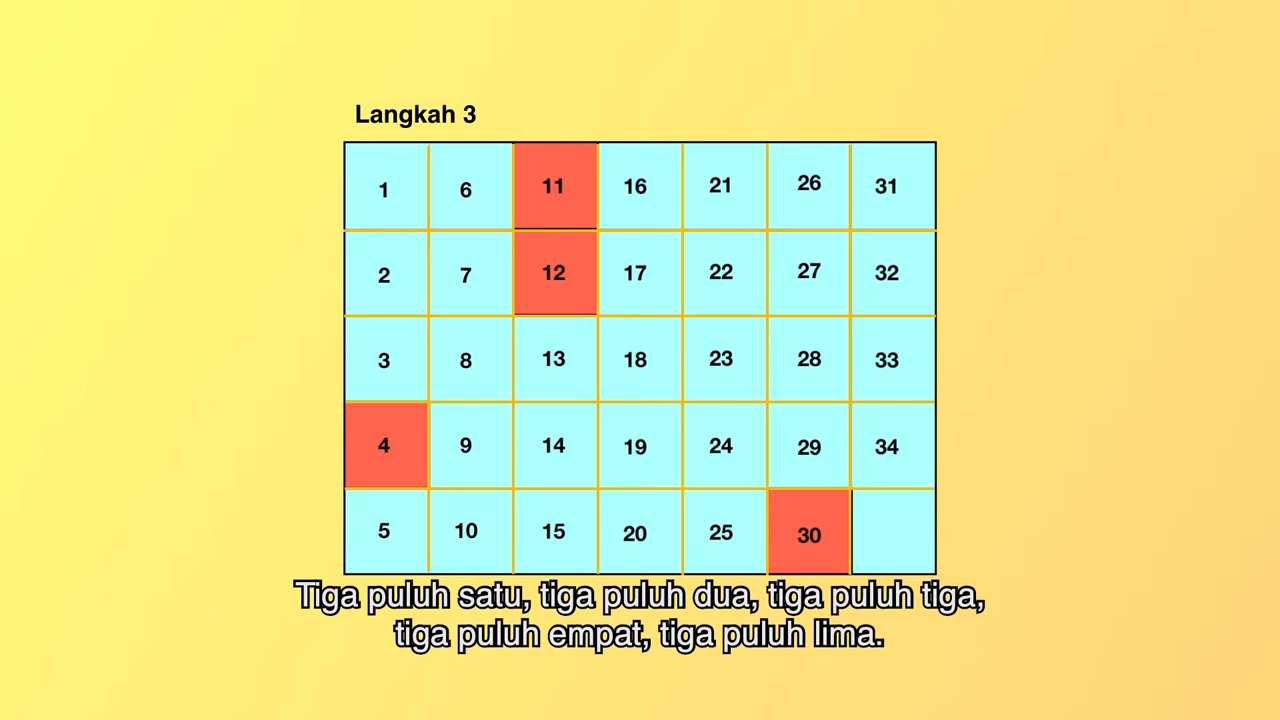 Langkah 3
1 6 11 16 21 26 31
2 7 12 17 22 27 32
3 8 13 18 23 28 33
4 9 14 19 24 29 34
5 10 15 20 25 30
Tiga puluh satu, tiga puluh dua, tiga puluh tiga,
tiga puluh empat, tiga puluh lima.